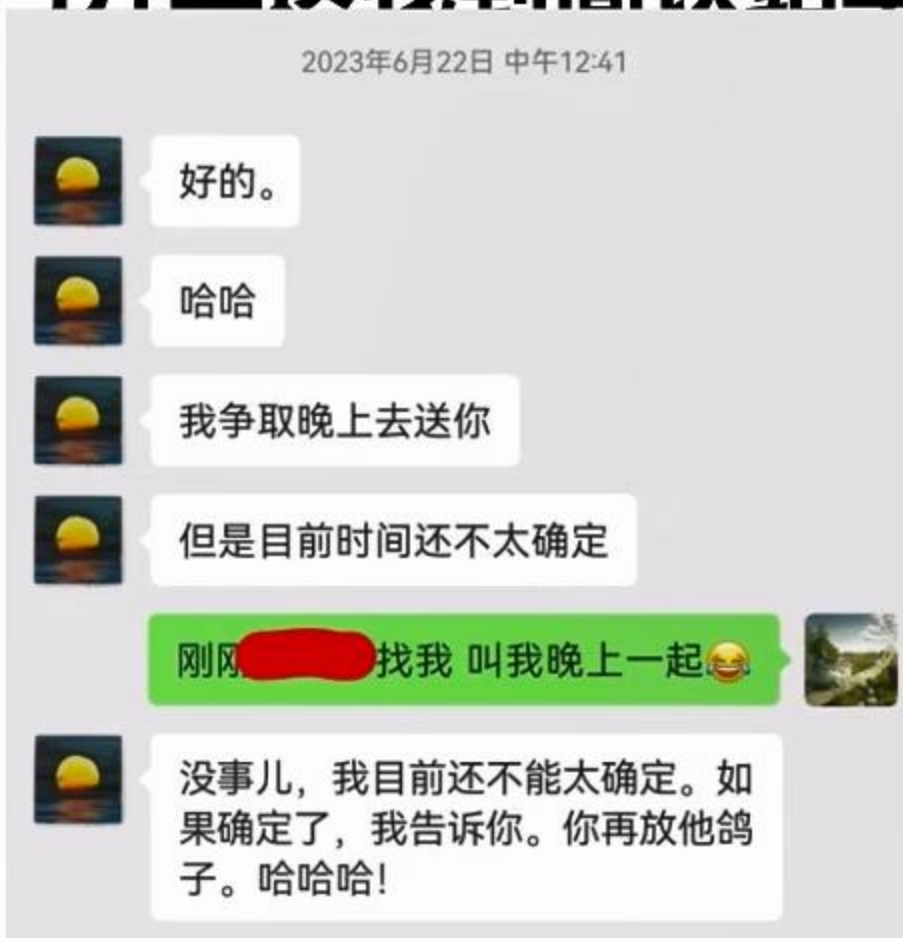 2023年6月22日 中午12:41
好的。
哈哈
我争取晚上去送你
但是目前时间还不太确定
刚刚找我 叫我晚上一起😂
没事儿，我目前还不能太确定。如
果确定了，我告诉你。你再放他鸽
子。哈哈哈！